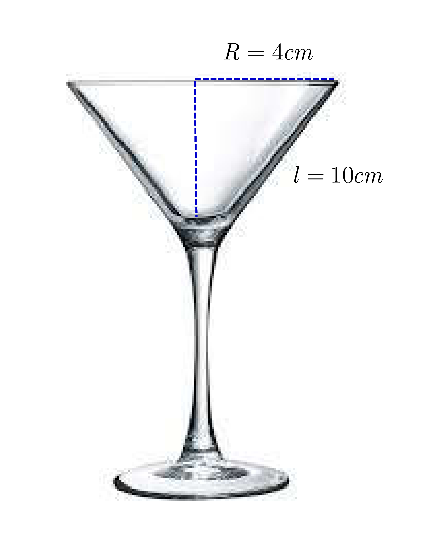 R = 4cm
l = 10cm